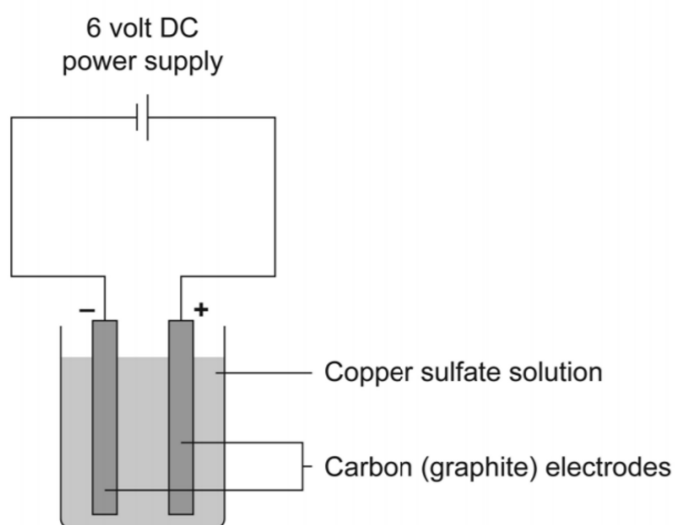 6 volt DC
power supply
− +
Copper sulfate solution
Carbon (graphite) electrodes